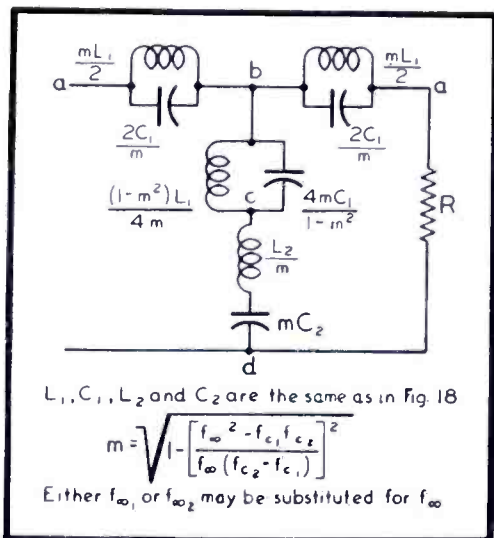 mL₁/2
mL₁/2
a
b
a
2C₁/m
2C₁/m
(1-m²)L₁/4m
c
4mC₁/1-m²
R
L₂/m
mC₂
d
L₁, C₁, L₂ and C₂ are the same as in Fig. 18
m = √1-[f∞² - fc₁ fc₂/f∞ (fc₂ - fc₁)]²
Either f∞₁ or f∞₂ may be substituted for f∞